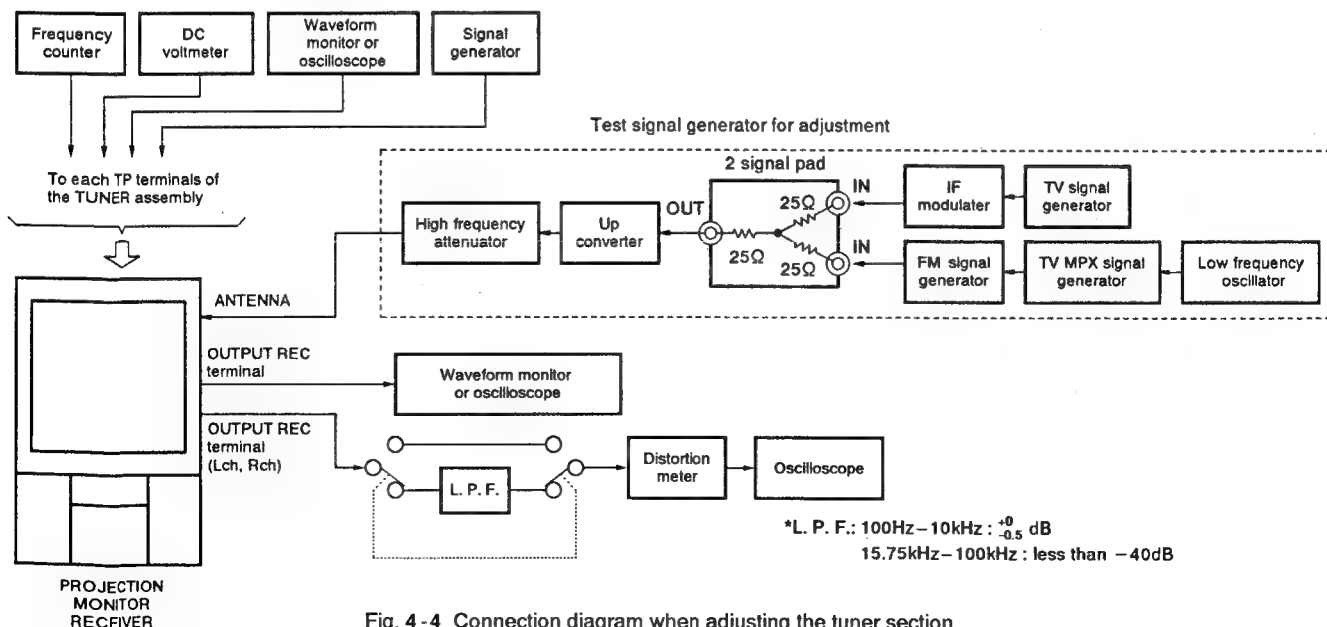 Frequency
counter
DC
voltmeter
Waveform
monitor or
oscilloscope
Signal
generator
To each TP terminals of
the TUNER assembly
Test signal generator for adjustment
2 signal pad
IN
25Ω
OUT
25Ω
25Ω
IN
High frequency
attenuator
Up
converter
IF
modulater
TV signal
generator
FM signal
generator
TV MPX signal
generator
Low frequency
oscillator
ANTENNA
OUTPUT REC
terminal
Waveform monitor
or oscilloscope
OUTPUT REC
terminal
(Lch, Rch)
L. P. F.
Distortion
meter
Oscilloscope
*L. P. F.: 100Hz–10kHz : +0 -0.5 dB
15.75kHz–100kHz : less than −40dB
PROJECTION
MONITOR
RECEIVER
Fig. 4-4 Connection diagram when adjusting the tuner section